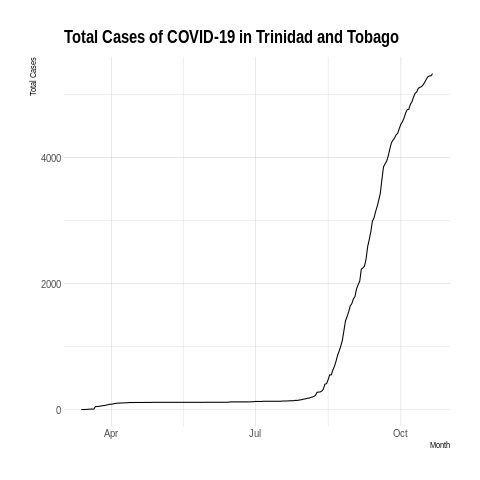 Total Cases of COVID-19 in Trinidad and Tobago
Total Cases
4000
2000
0
Apr
Jul
Oct
Month